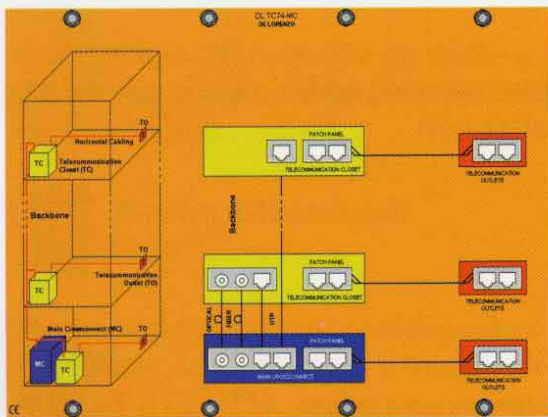 DL TC74-MC
DE LORENZO
TO
Horizontal Cabling
TC
Telecommunication
Closet (TC)
Backbone
TO
Telecommunication
Outlet (TO)
TC
Main Crossconnect (MC)
TO
MC
TC
CE
PATCH PANEL
TELECOMMUNICATION CLOSET
TELECOMMUNICATION
OUTLETS
Backbone
PATCH PANEL
TELECOMMUNICATION CLOSET
TELECOMMUNICATION
OUTLETS
OPTICAL
FIBER
UTP
PATCH PANEL
MAIN CROSSCONNECT
TELECOMMUNICATION
OUTLETS